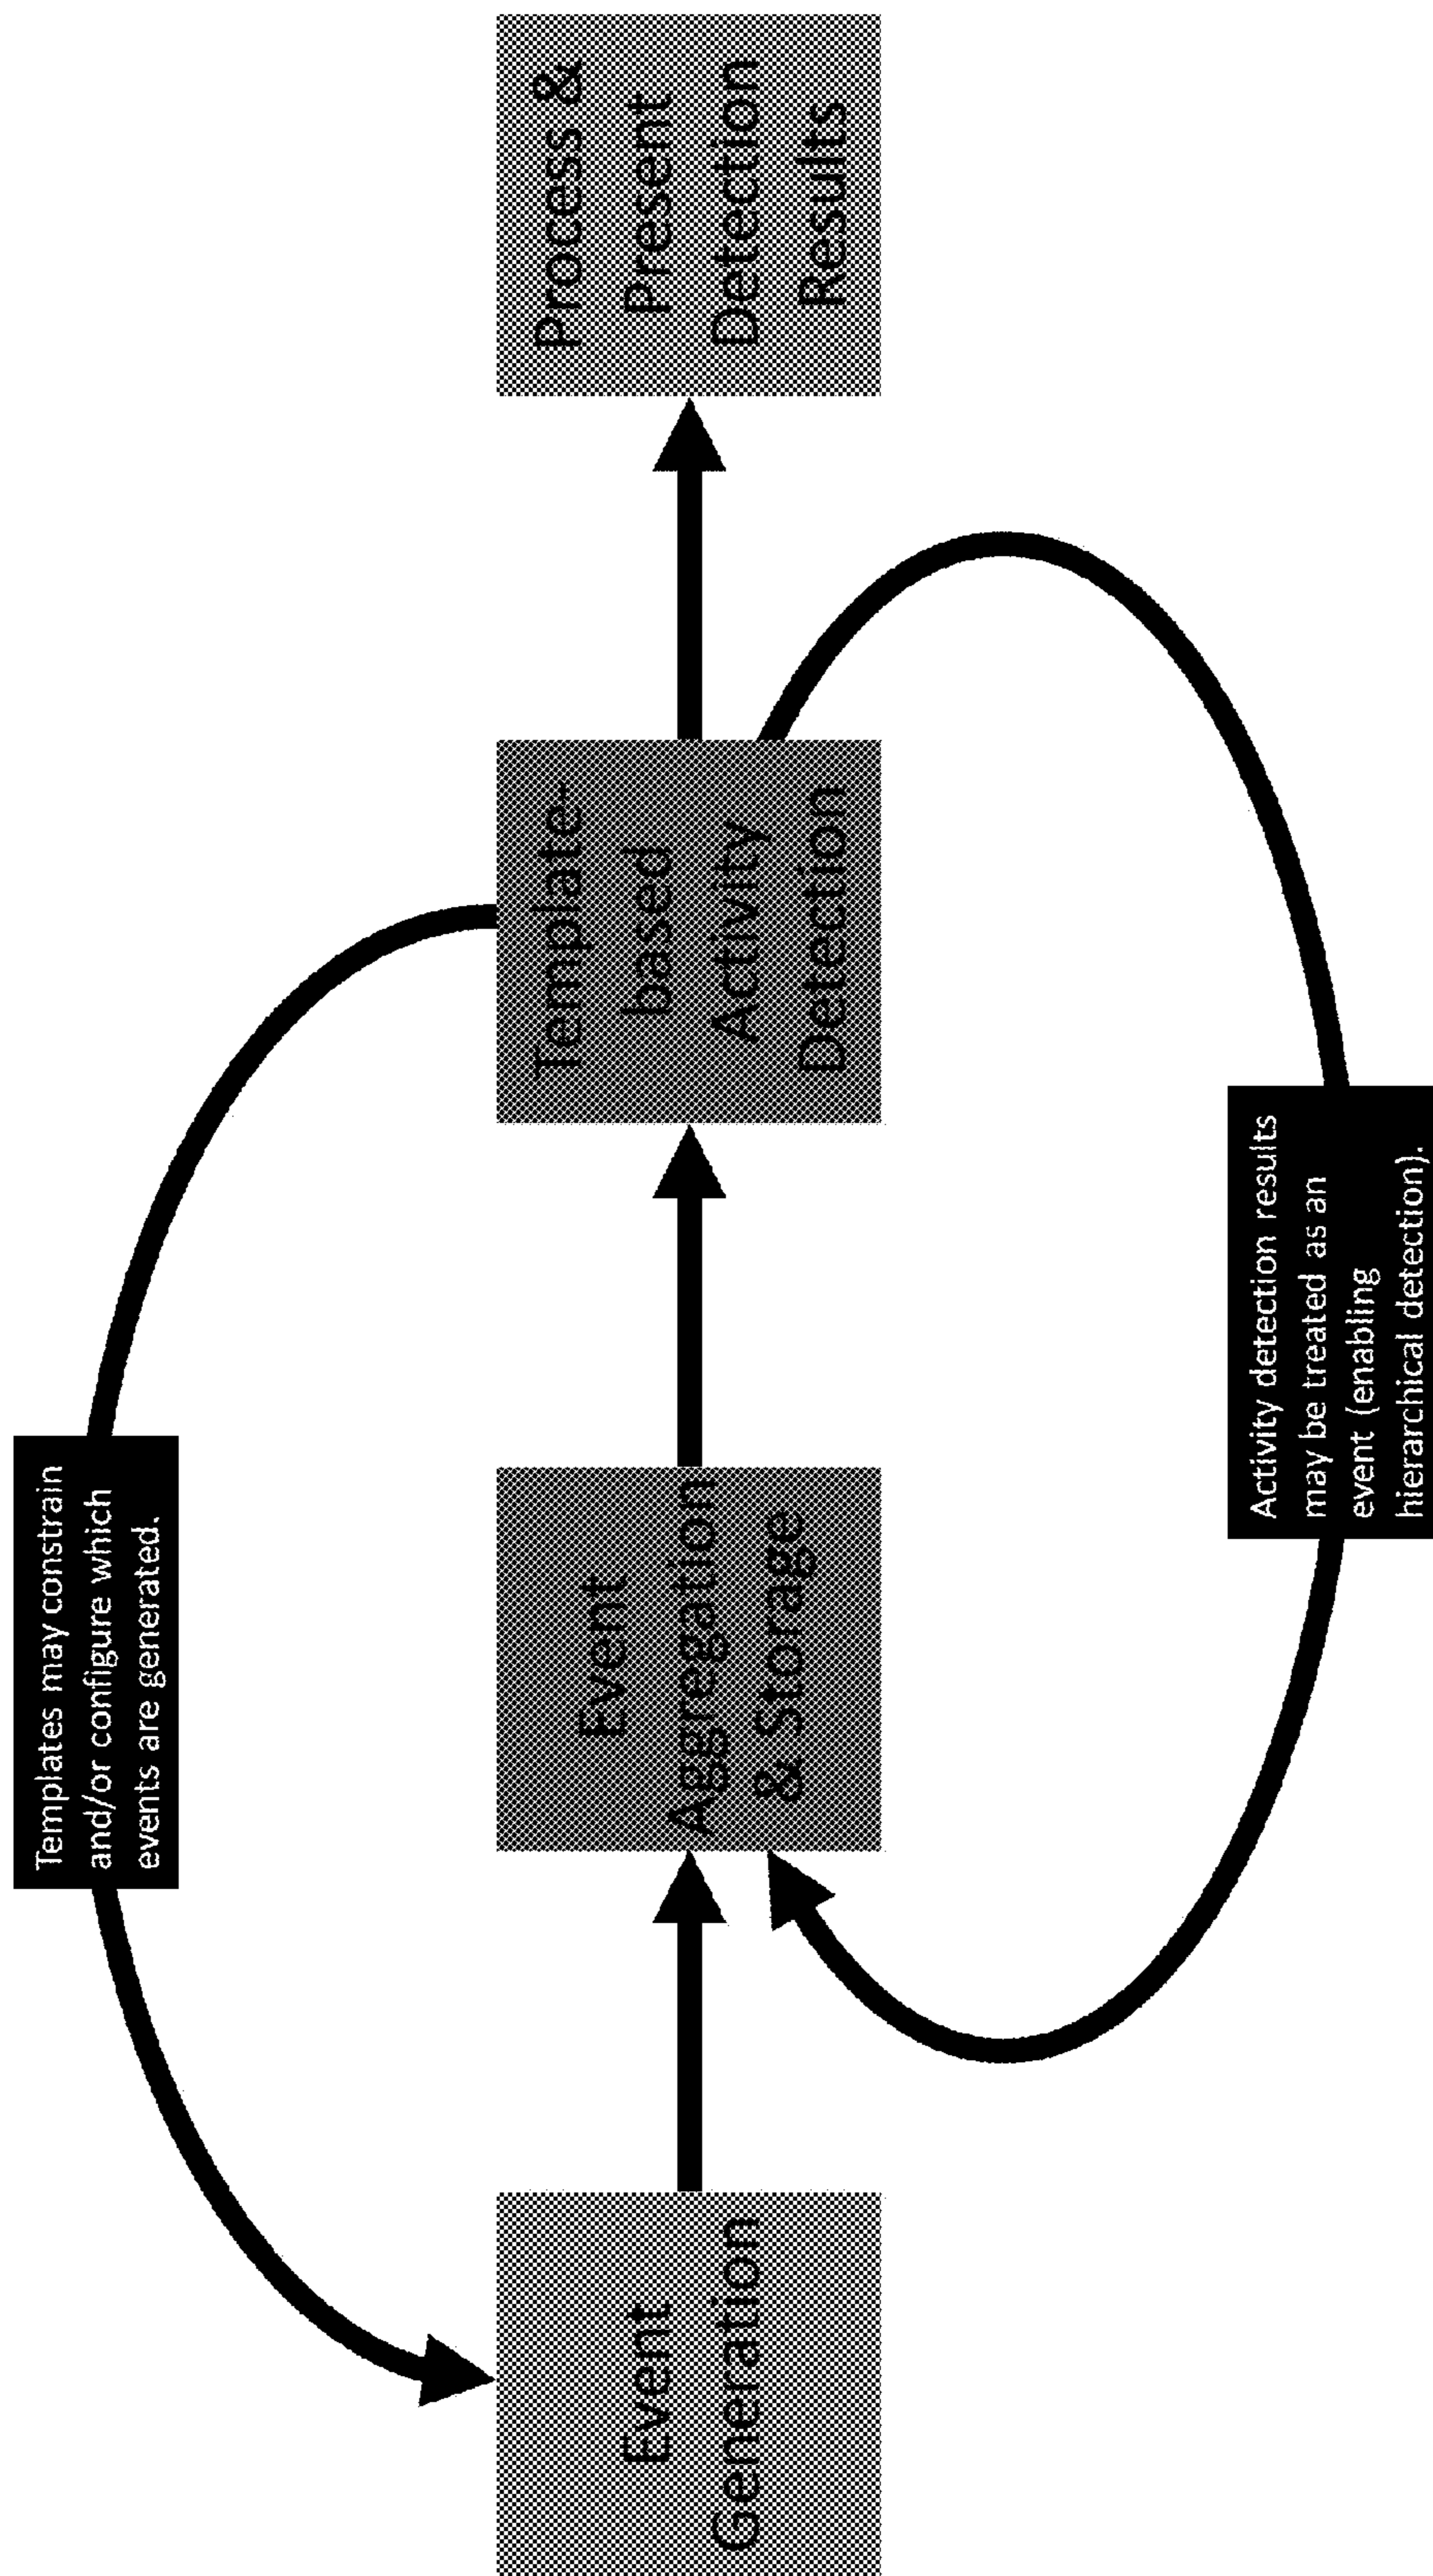 Templates may constrain
and/or configure which
events are generated.
Event
Generation
Event
Aggregation
& Storage
Template-
based
Activity
Detection
Process &
Present
Detection
Results
Activity detection results
may be treated as an
event (enabling
hierarchical detection).